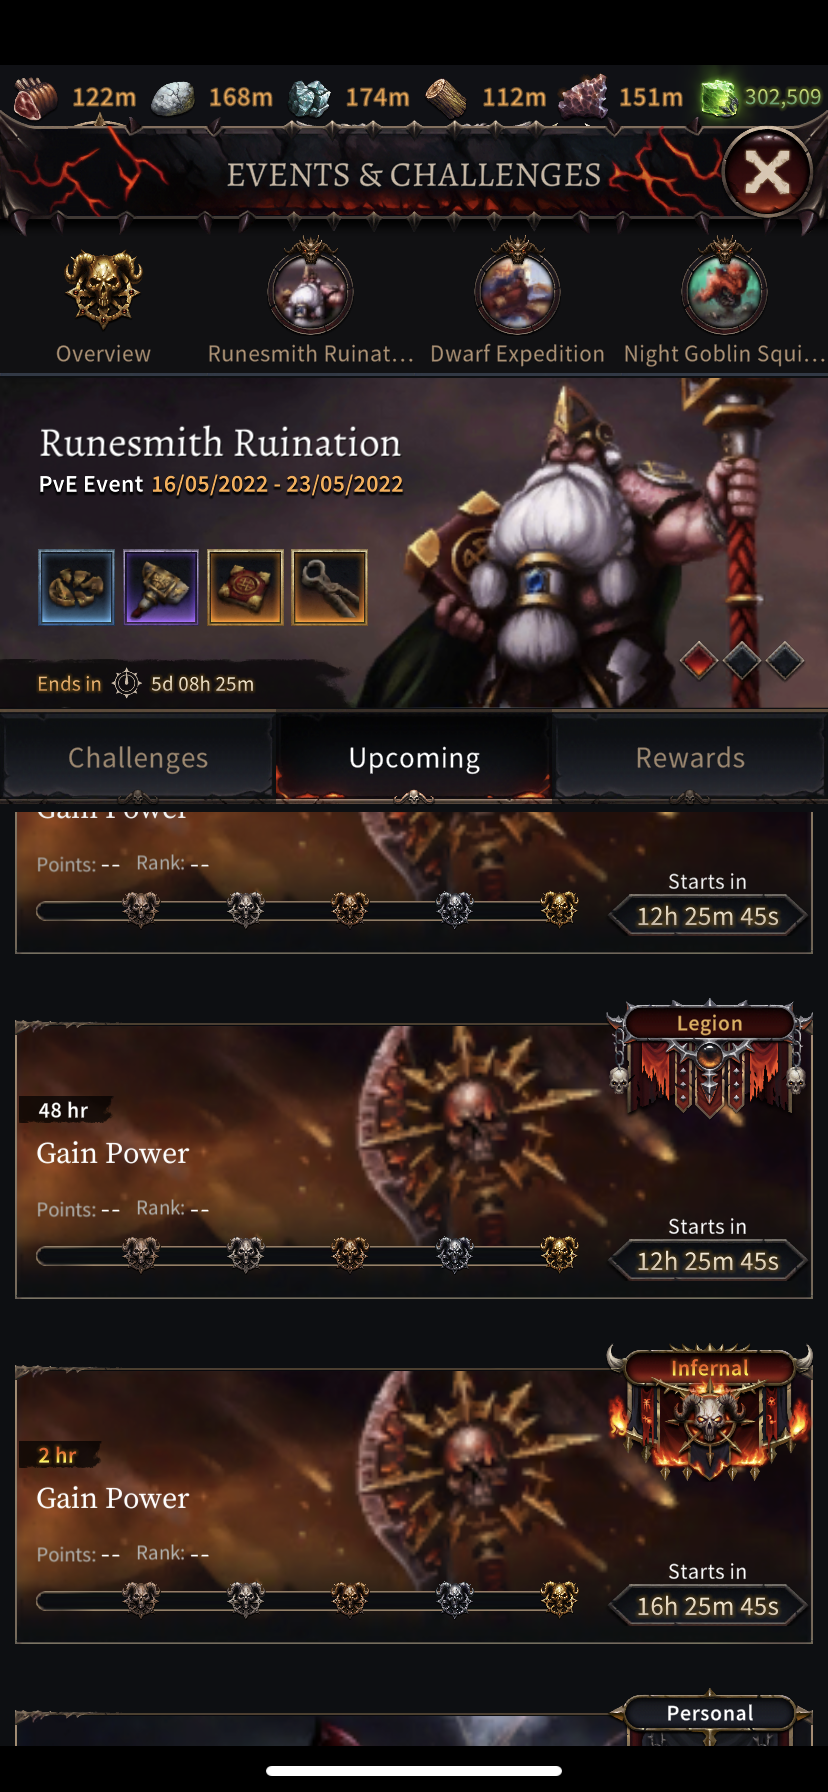 122m 168m 174m 112m 151m 302,509
EVENTS & CHALLENGES
Overview Runesmith Ruinat... Dwarf Expedition Night Goblin Squi...
Runesmith Ruination
PvE Event 16/05/2022 - 23/05/2022
Ends in 5d 08h 25m
Challenges Upcoming Rewards
Gain Power
Points: -- Rank: --
Starts in
12h 25m 45s
Legion
48 hr
Gain Power
Points: -- Rank: --
Starts in
12h 25m 45s
Infernal
2 hr
Gain Power
Points: -- Rank: --
Starts in
16h 25m 45s
Personal